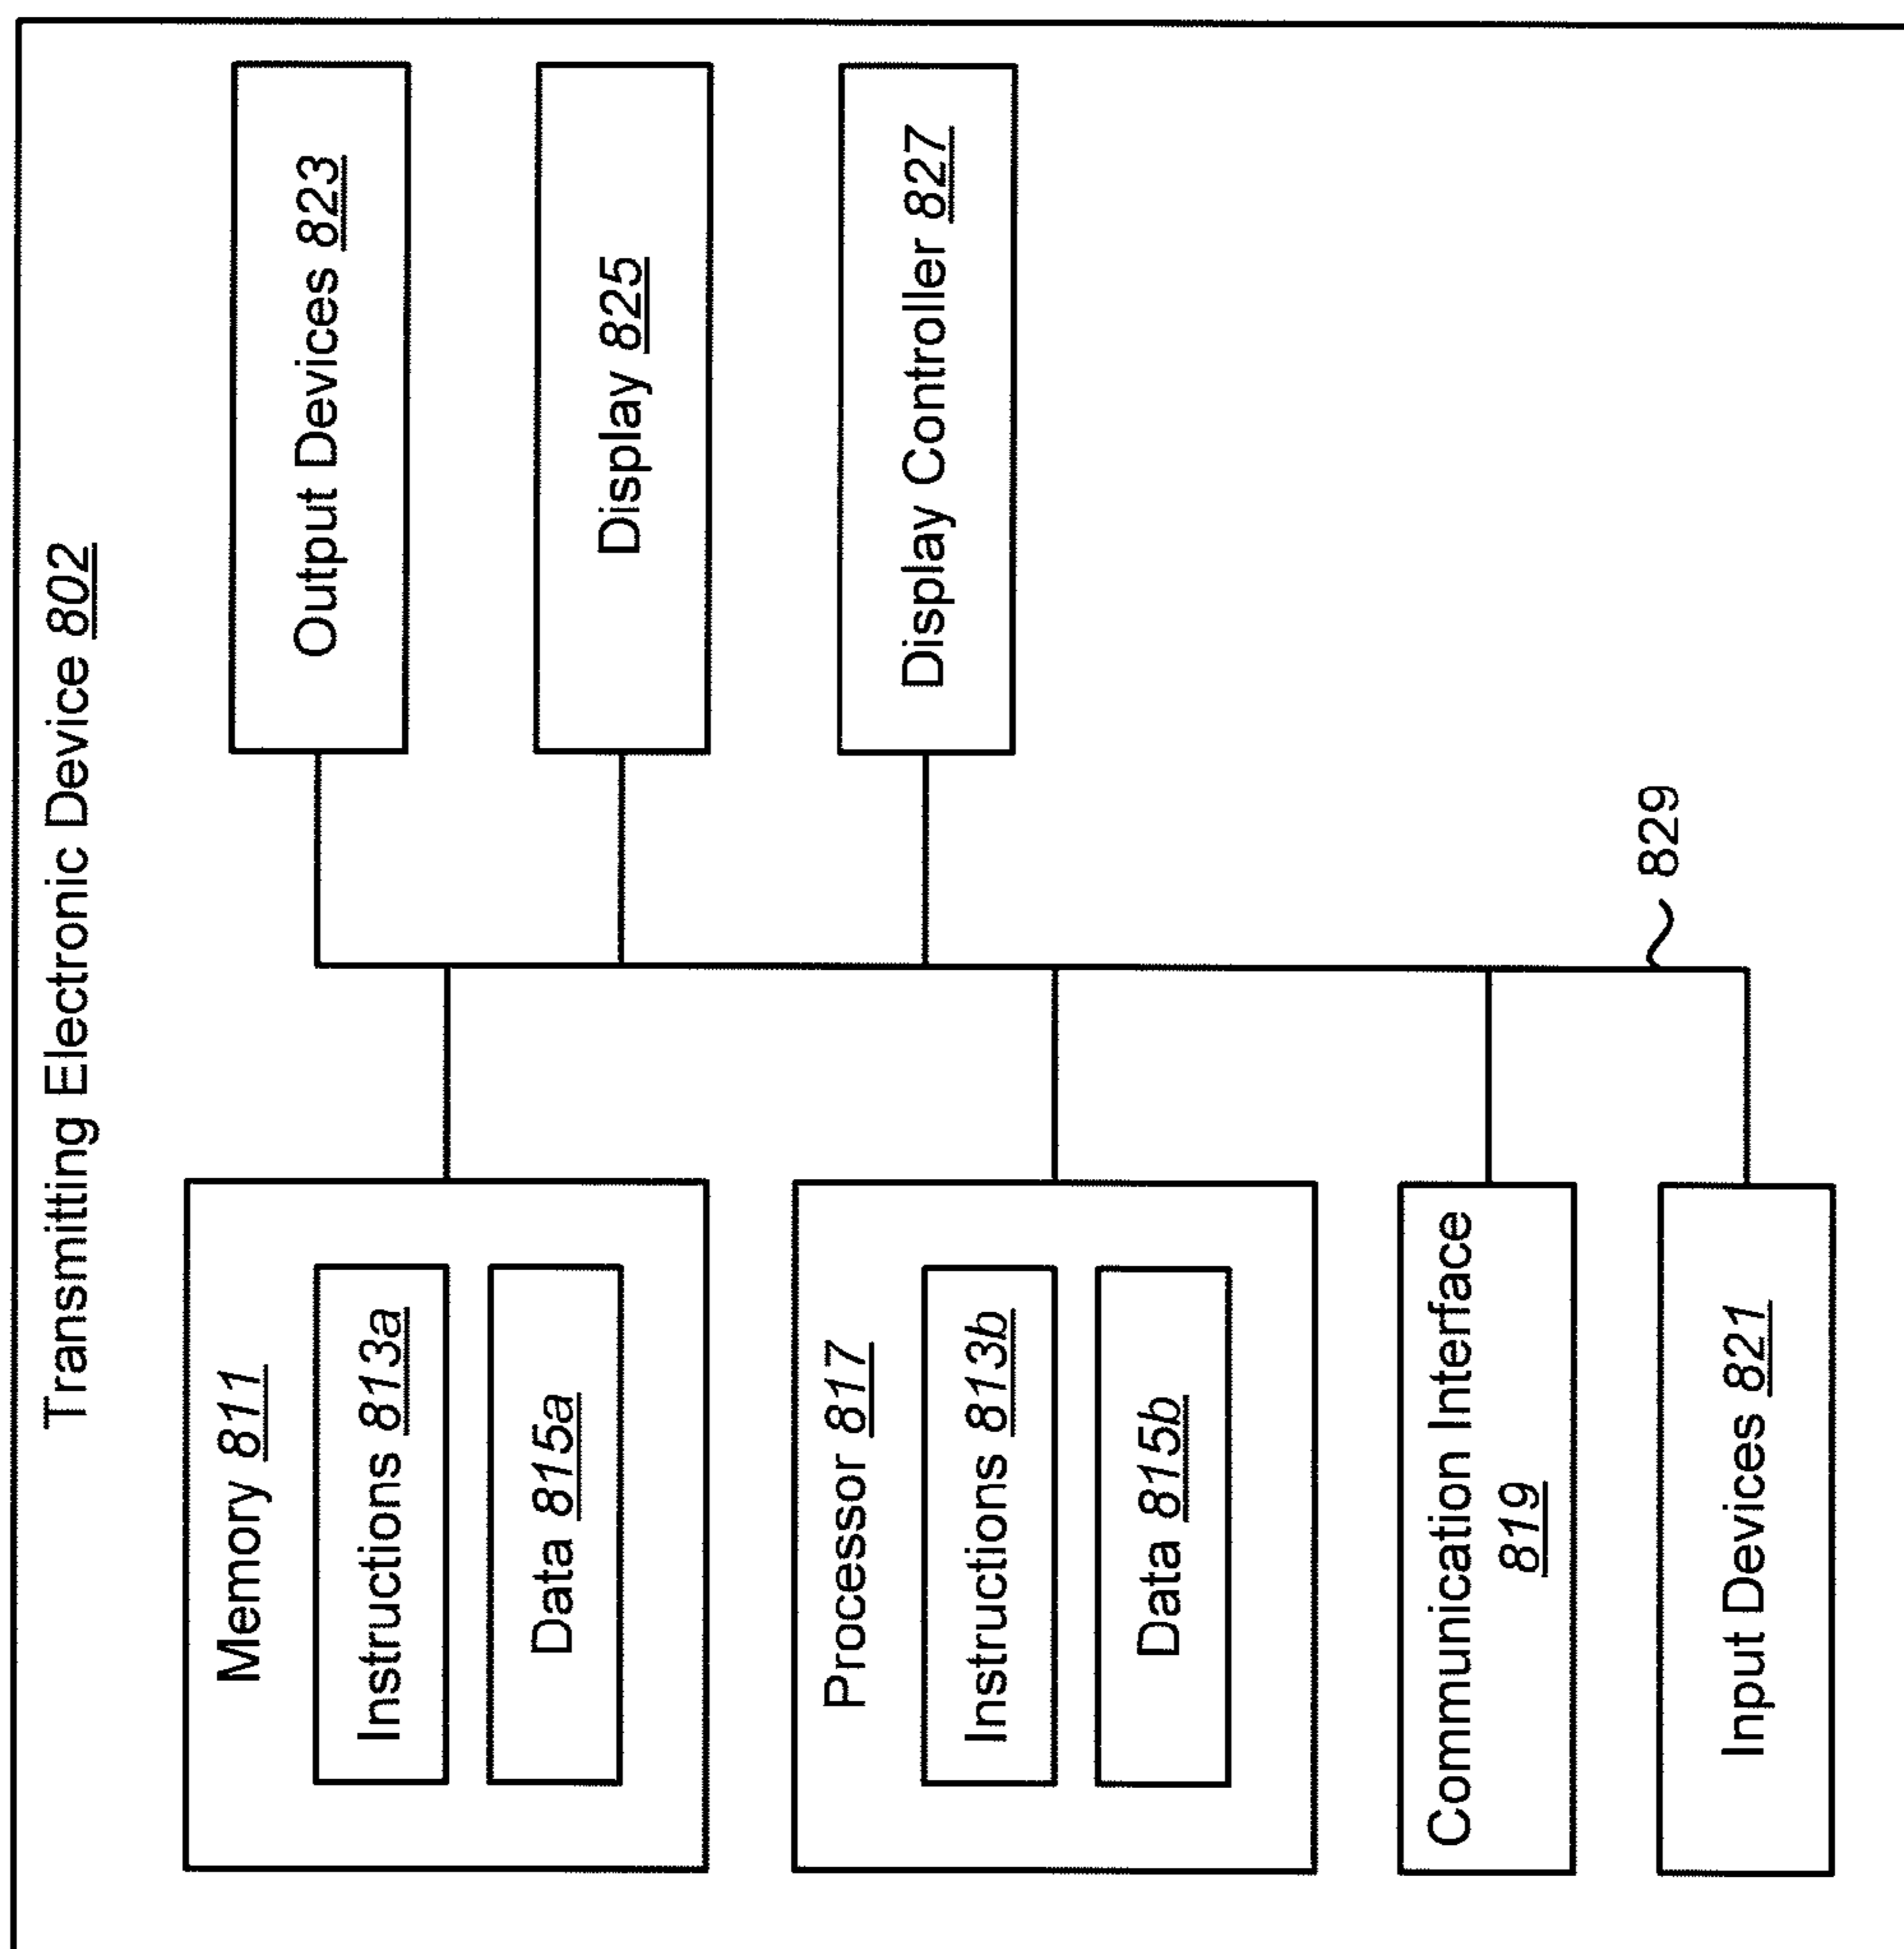 Transmitting Electronic Device 802
Memory 811
Instructions 813a
Data 815a
Processor 817
Instructions 813b
Data 815b
Communication Interface
819
Input Devices 821
Output Devices 823
Display 825
Display Controller 827
829